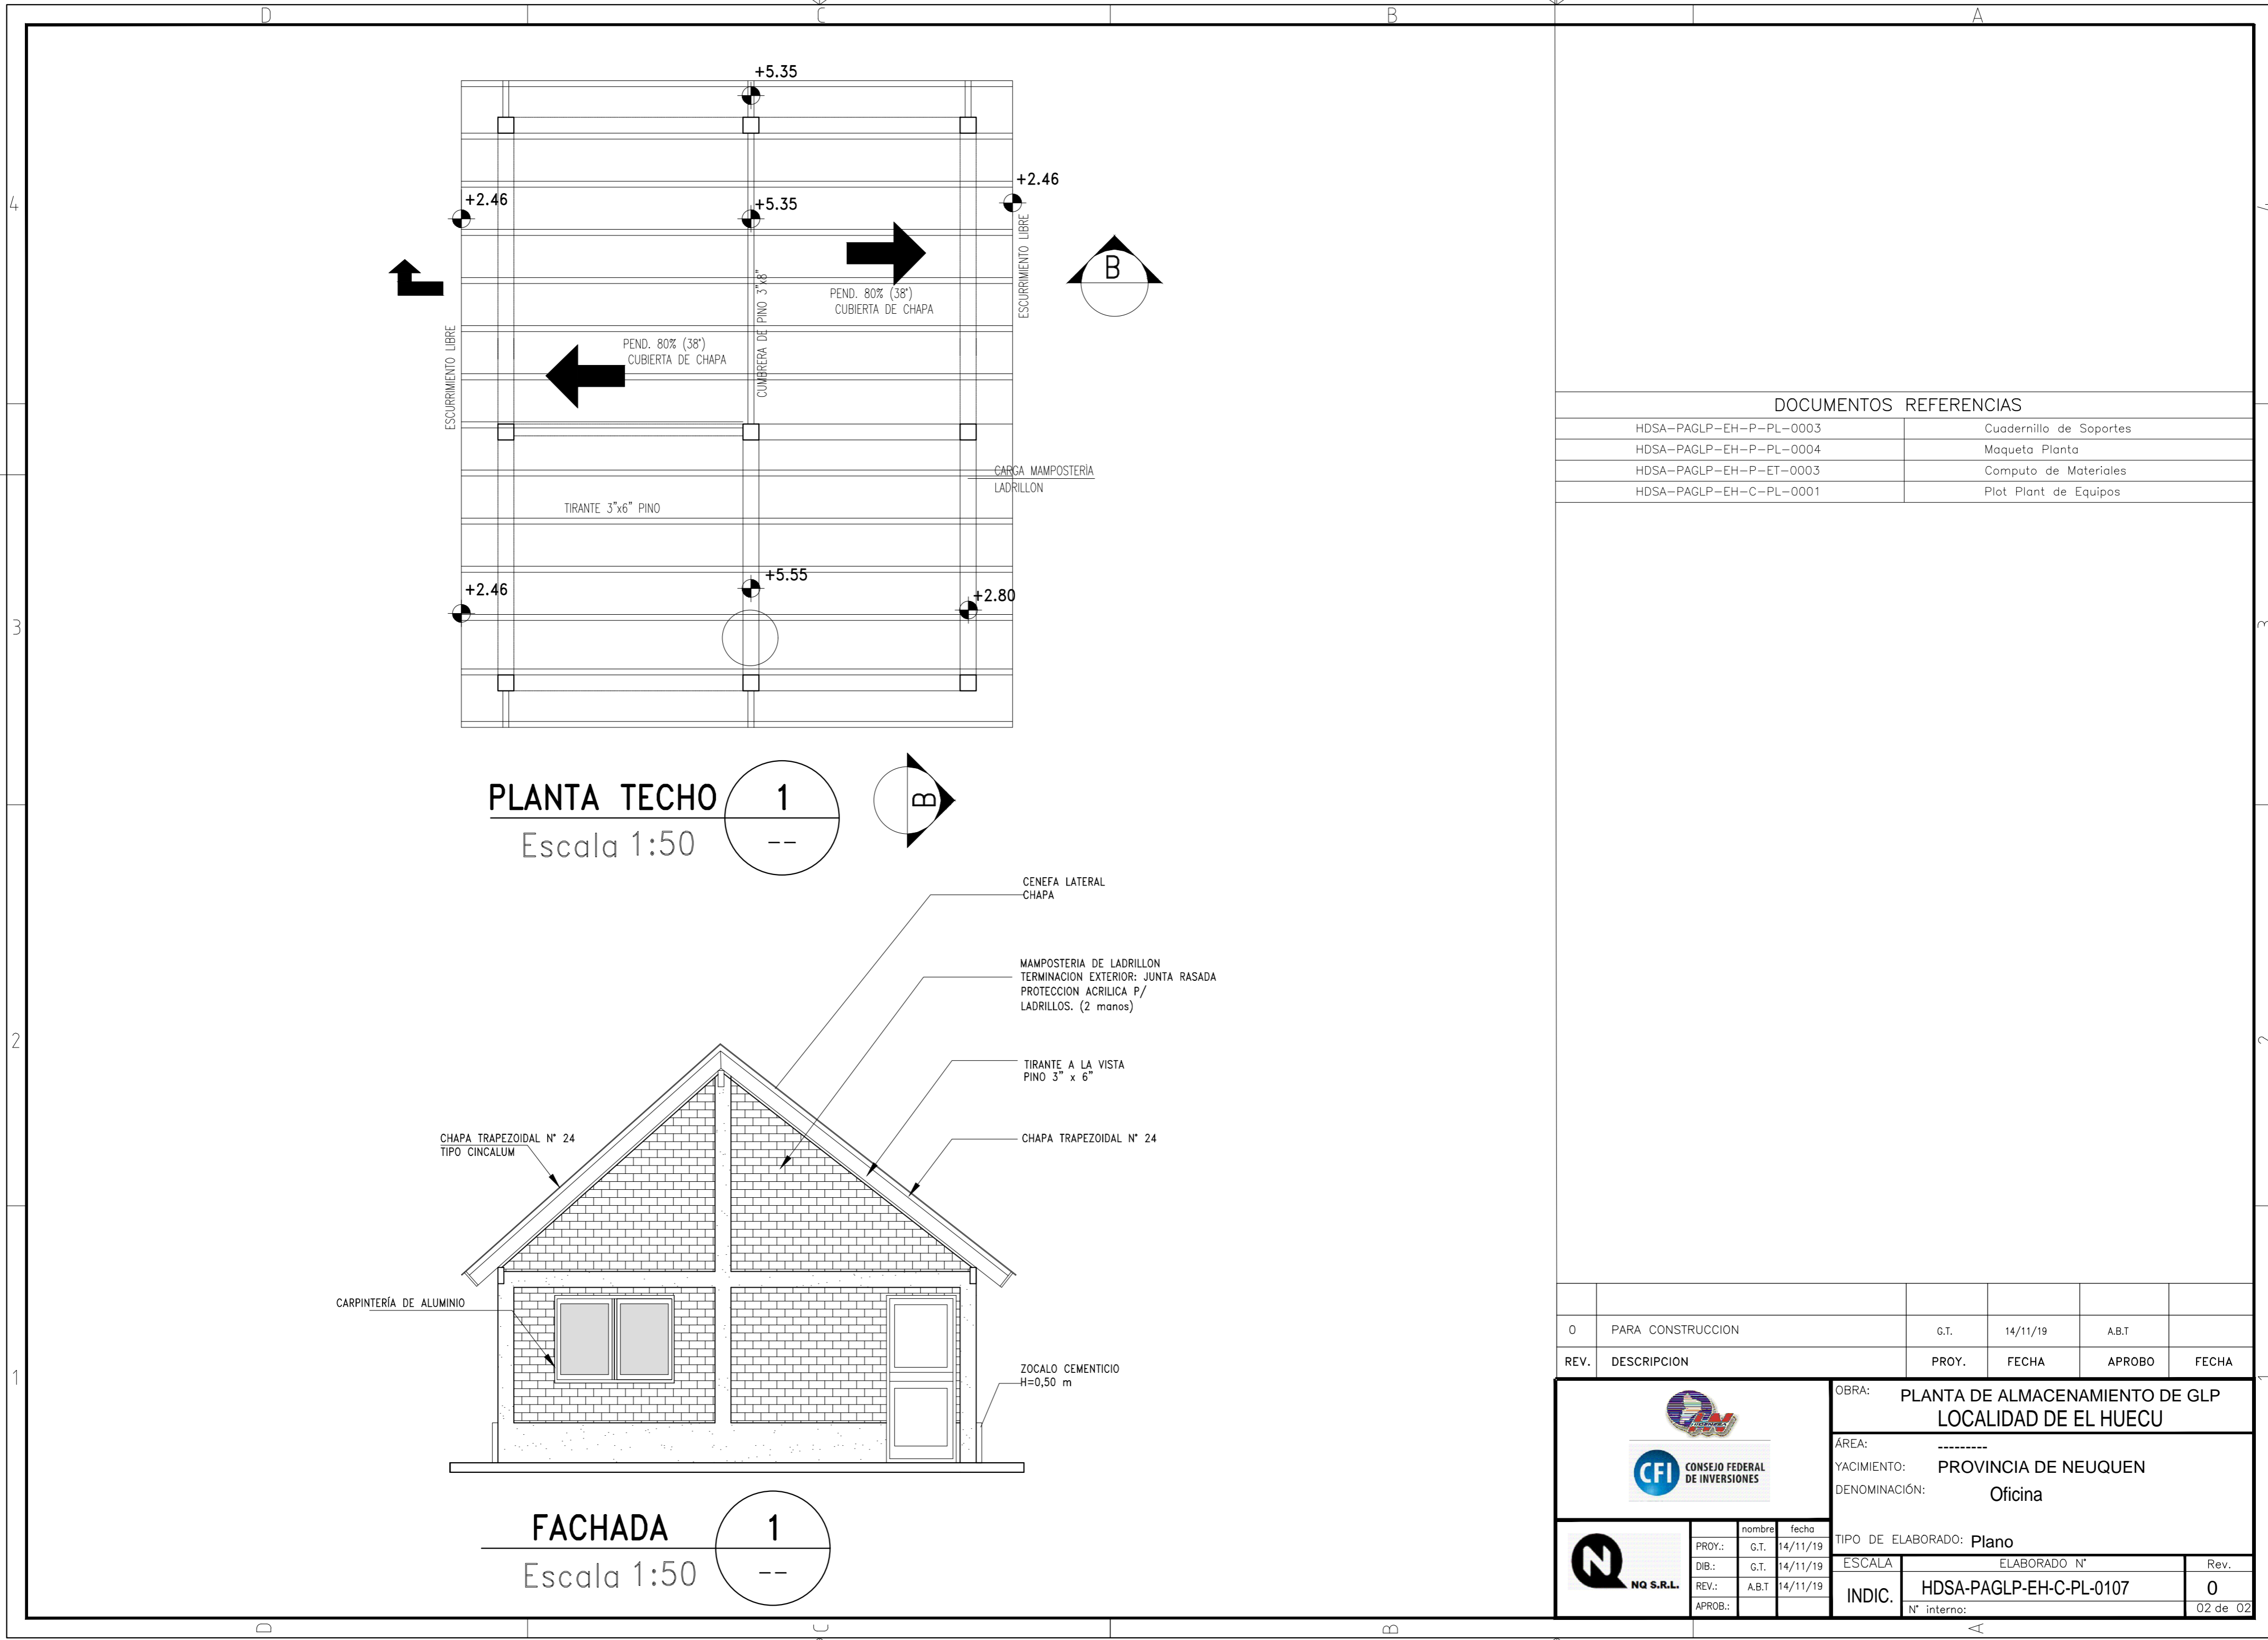 D
C
B
A
4
3
2
1
+5.35
+2.46
+5.35
+2.46
ESCURRIMIENTO LIBRE
B
PEND. 80% (38°)
CUBIERTA DE CHAPA
CUMBRERA DE PINO 3"x8"
ESCURRIMIENTO LIBRE
PEND. 80% (38°)
CUBIERTA DE CHAPA
CARGA MAMPOSTERÌA
LADRILLON
TIRANTE 3"x6" PINO
+5.55
+2.46
+2.80
PLANTA TECHO
1
Escala 1:50
--
B
CENEFA LATERAL
CHAPA
MAMPOSTERIA DE LADRILLON
TERMINACION EXTERIOR: JUNTA RASADA
PROTECCION ACRILICA P/
LADRILLOS. (2 manos)
TIRANTE A LA VISTA
PINO 3" x 6"
CHAPA TRAPEZOIDAL N° 24
TIPO CINCALUM
CHAPA TRAPEZOIDAL N° 24
CARPINTERÍA DE ALUMINIO
ZOCALO CEMENTICIO
H=0,50 m
FACHADA
1
Escala 1:50
--
DOCUMENTOS REFERENCIAS
HDSA-PAGLP-EH-P-PL-0003 Cuadernillo de Soportes
HDSA-PAGLP-EH-P-PL-0004 Maqueta Planta
HDSA-PAGLP-EH-P-ET-0003 Computo de Materiales
HDSA-PAGLP-EH-C-PL-0001 Plot Plant de Equipos
0 PARA CONSTRUCCION G.T. 14/11/19 A.B.T
REV. DESCRIPCION PROY. FECHA APROBO FECHA
CFI CONSEJO FEDERAL
DE INVERSIONES
OBRA: PLANTA DE ALMACENAMIENTO DE GLP
LOCALIDAD DE EL HUECU
ÁREA: ---------
YACIMIENTO: PROVINCIA DE NEUQUEN
DENOMINACIÓN: Oficina
TIPO DE ELABORADO: Plano
N NQ S.R.L.
nombre fecha
PROY.: G.T. 14/11/19
DIB.: G.T. 14/11/19
REV.: A.B.T 14/11/19
APROB.:
ESCALA ELABORADO N° Rev.
INDIC. HDSA-PAGLP-EH-C-PL-0107 0
N° interno: 02 de 02
D
C
B
A
4
3
2
1